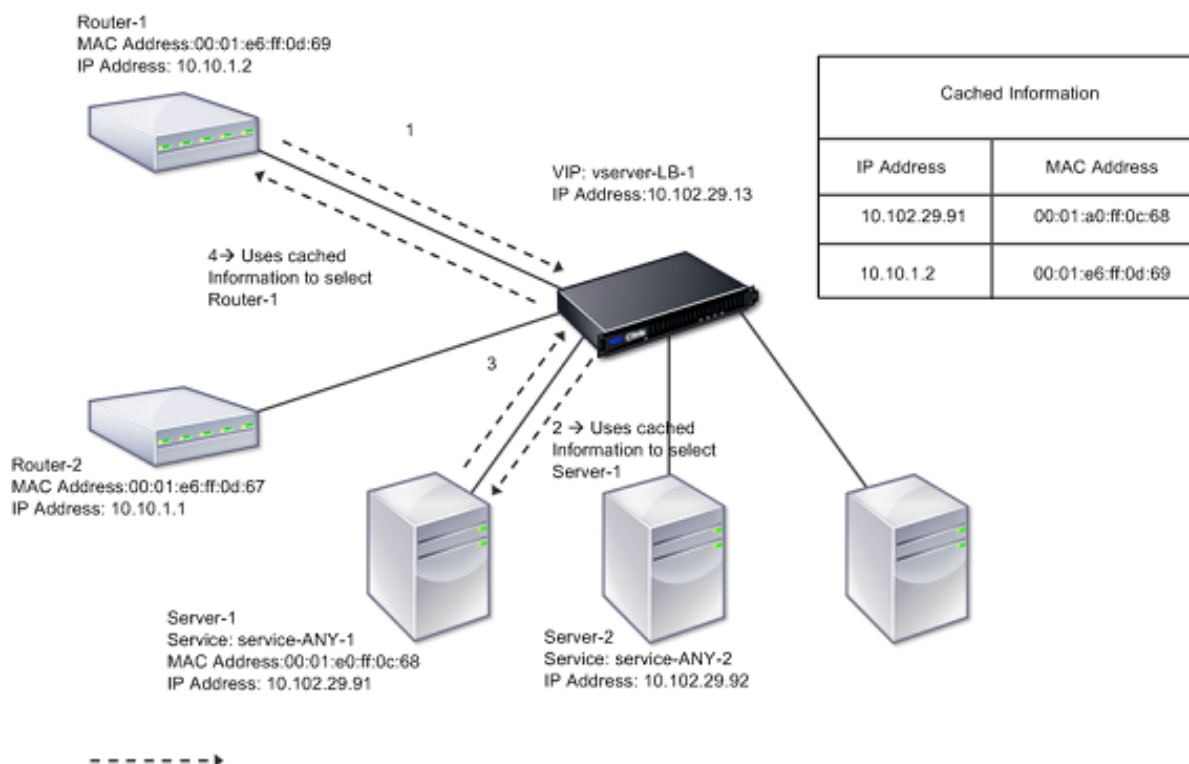 Router-1
MAC Address:00:01:e6:ff:0d:69
IP Address: 10.10.1.2
1
VIP: vserver-LB-1
IP Address:10.102.29.13
Cached Information
IP Address MAC Address
10.102.29.91 00:01:a0:ff:0c:68
10.10.1.2 00:01:e6:ff:0d:69
4→ Uses cached
Information to select
Router-1
3
2 → Uses cached
Information to select
Server-1
Router-2
MAC Address:00:01:e6:ff:0d:67
IP Address: 10.10.1.1
Server-1
Service: service-ANY-1
MAC Address:00:01:e0:ff:0c:68
IP Address: 10.102.29.91
Server-2
Service: service-ANY-2
IP Address: 10.102.29.92